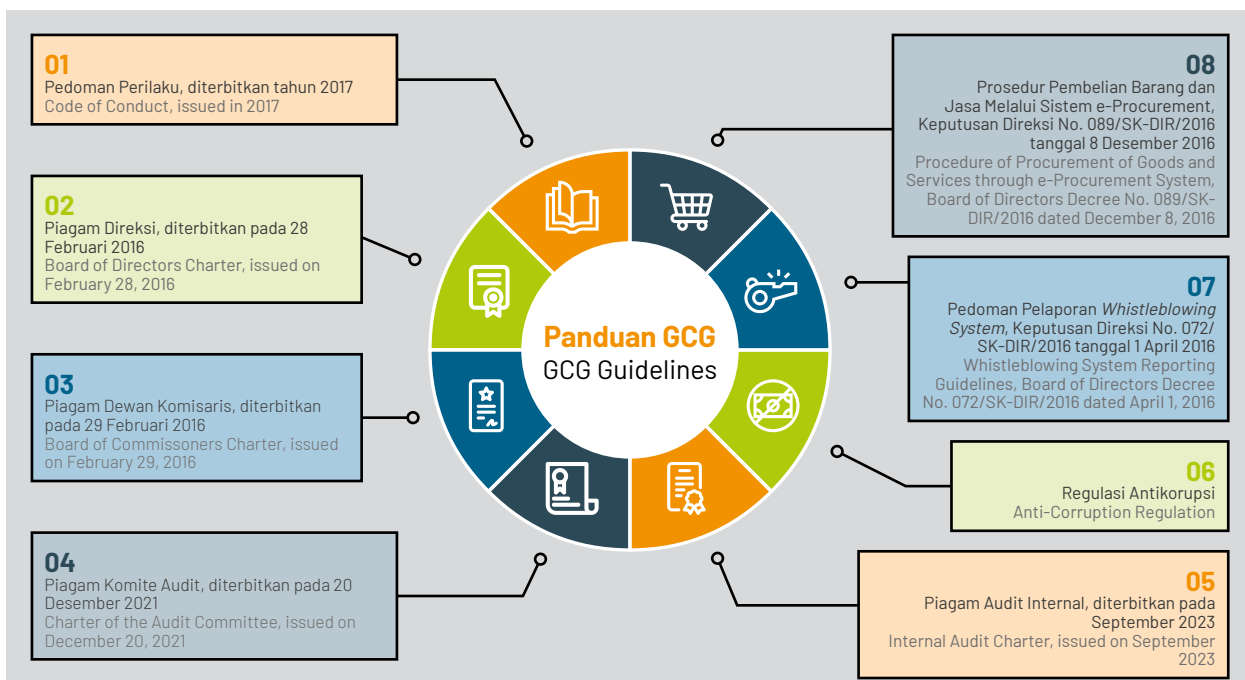 01
Pedoman Perilaku, diterbitkan tahun 2017
Code of Conduct, issued in 2017
02
Piagam Direksi, diterbitkan pada 28
Februari 2016
Board of Directors Charter, issued on
February 28, 2016
03
Piagam Dewan Komisaris, diterbitkan
pada 29 Februari 2016
Board of Commissoners Charter, issued
on February 29, 2016
04
Piagam Komite Audit, diterbitkan pada 20
Desember 2021
Charter of the Audit Committee, issued on
December 20, 2021
Panduan GCG
GCG Guidelines
08
Prosedur Pembelian Barang dan
Jasa Melalui Sistem e-Procurement,
Keputusan Direksi No. 089/SK-DIR/2016
tanggal 8 Desember 2016
Procedure of Procurement of Goods and
Services through e-Procurement System,
Board of Directors Decree No. 089/SK-
DIR/2016 dated December 8, 2016
07
Pedoman Pelaporan Whistleblowing
System, Keputusan Direksi No. 072/
SK-DIR/2016 tanggal 1 April 2016
Whistleblowing System Reporting
Guidelines, Board of Directors Decree
No. 072/SK-DIR/2016 dated April 1, 2016
06
Regulasi Antikorupsi
Anti-Corruption Regulation
05
Piagam Audit Internal, diterbitkan pada
September 2023
Internal Audit Charter, issued on September
2023